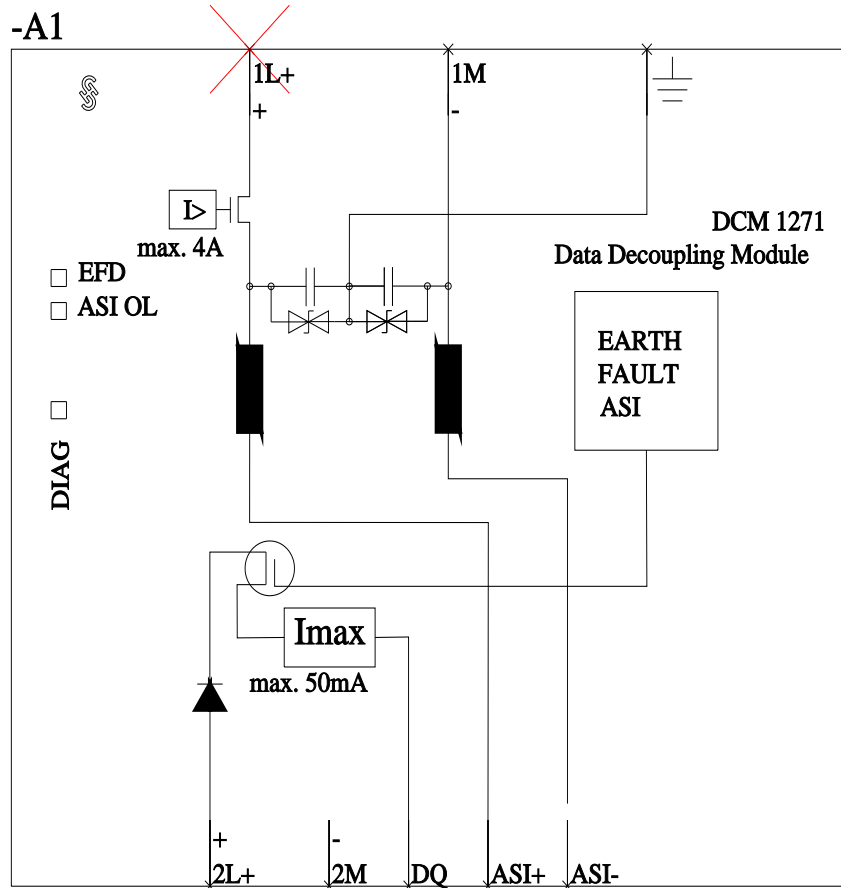 -A1
1L+
1M
+
-
I>
max. 4A
DCM 1271
Data Decoupling Module
EFD
ASI OL
EARTH
FAULT
ASI
DIAG
Imax
max. 50mA
+
-
2L+
2M
DQ
ASI+
ASI-